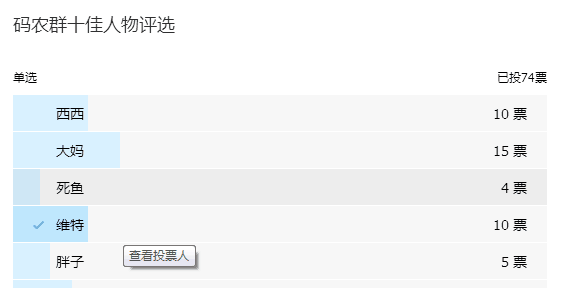 码农群十佳人物评选
单选 已投74票
西西 10 票
大妈 15 票
死鱼 4 票
维特 10 票
胖子 5 票
查看投票人